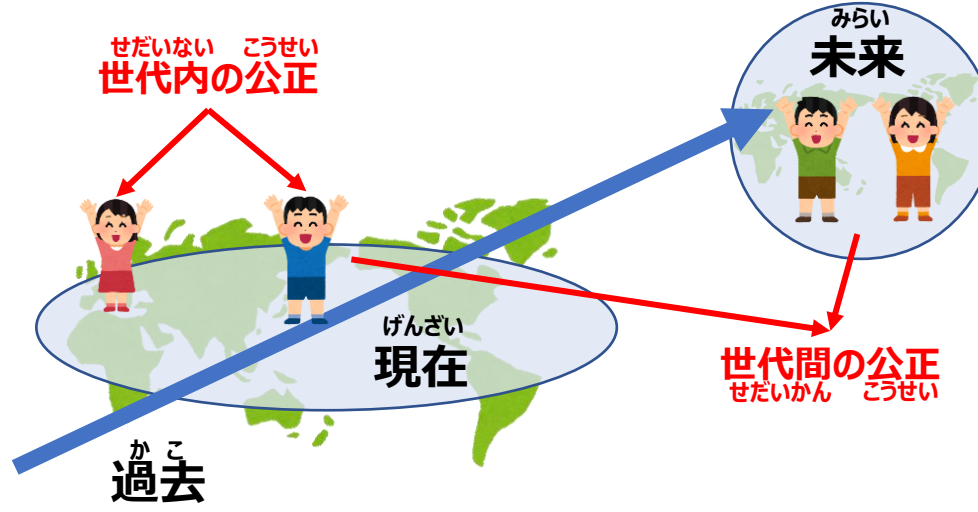 せだいない こうせい
世代内の公正
みらい
未来
げんざい
現在
世代間の公正
せだいかん こうせい
かこ
過去